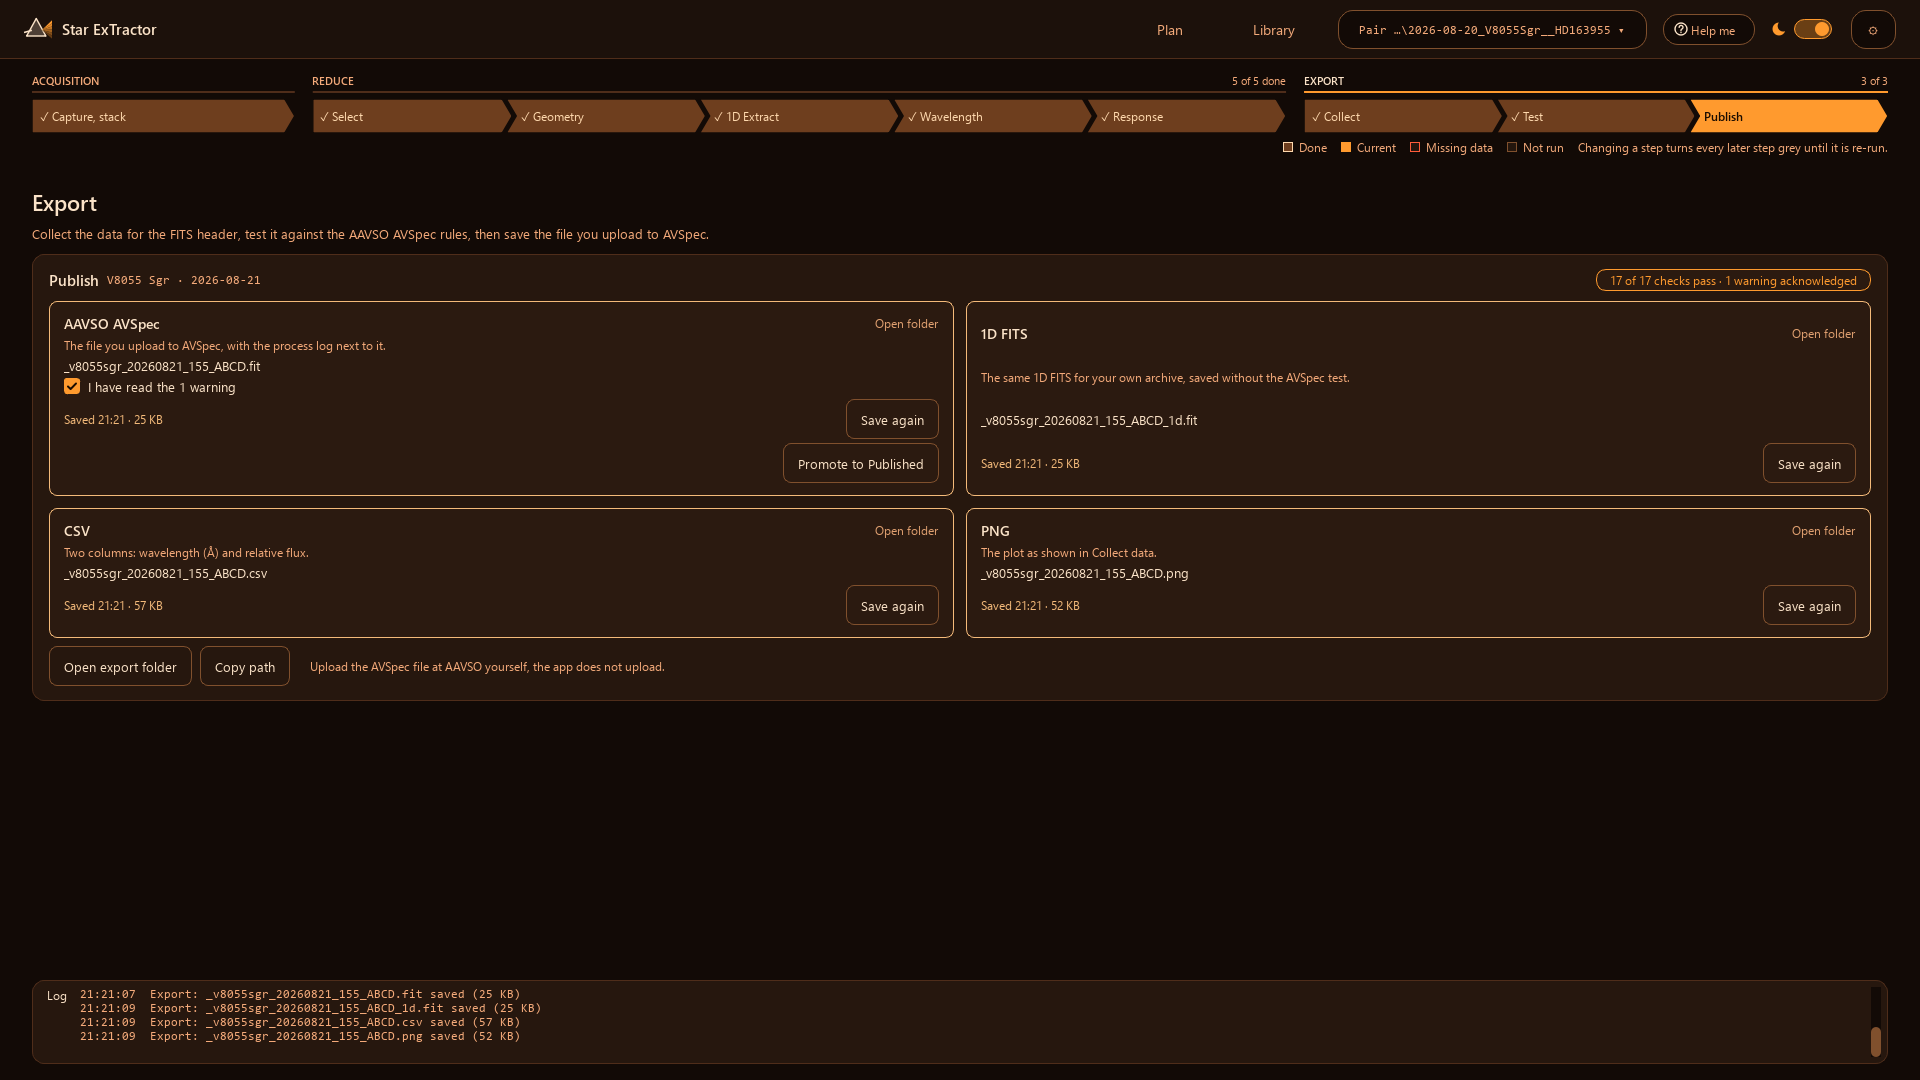 Star ExTractor
Plan
Library
Pair …\2026-08-20_V8055Sgr__HD163955 ▾
Help me
ACQUISITION
REDUCE
5 of 5 done
EXPORT
3 of 3
✓ Capture, stack
✓ Select
✓ Geometry
✓ 1D Extract
✓ Wavelength
✓ Response
✓ Collect
✓ Test
Publish
Done
Current
Missing data
Not run
Changing a step turns every later step grey until it is re-run.
Export
Collect the data for the FITS header, test it against the AAVSO AVSpec rules, then save the file you upload to AVSpec.
Publish V8055 Sgr · 2026-08-21
17 of 17 checks pass · 1 warning acknowledged
AAVSO AVSpec
Open folder
The file you upload to AVSpec, with the process log next to it.
_v8055sgr_20260821_155_ABCD.fit
I have read the 1 warning
Saved 21:21 · 25 KB
Save again
Promote to Published
1D FITS
Open folder
The same 1D FITS for your own archive, saved without the AVSpec test.
_v8055sgr_20260821_155_ABCD_1d.fit
Saved 21:21 · 25 KB
Save again
CSV
Open folder
Two columns: wavelength (Å) and relative flux.
_v8055sgr_20260821_155_ABCD.csv
Saved 21:21 · 57 KB
Save again
PNG
Open folder
The plot as shown in Collect data.
_v8055sgr_20260821_155_ABCD.png
Saved 21:21 · 52 KB
Save again
Open export folder
Copy path
Upload the AVSpec file at AAVSO yourself, the app does not upload.
Log
21:21:07 Export: _v8055sgr_20260821_155_ABCD.fit saved (25 KB)
21:21:09 Export: _v8055sgr_20260821_155_ABCD_1d.fit saved (25 KB)
21:21:09 Export: _v8055sgr_20260821_155_ABCD.csv saved (57 KB)
21:21:09 Export: _v8055sgr_20260821_155_ABCD.png saved (52 KB)